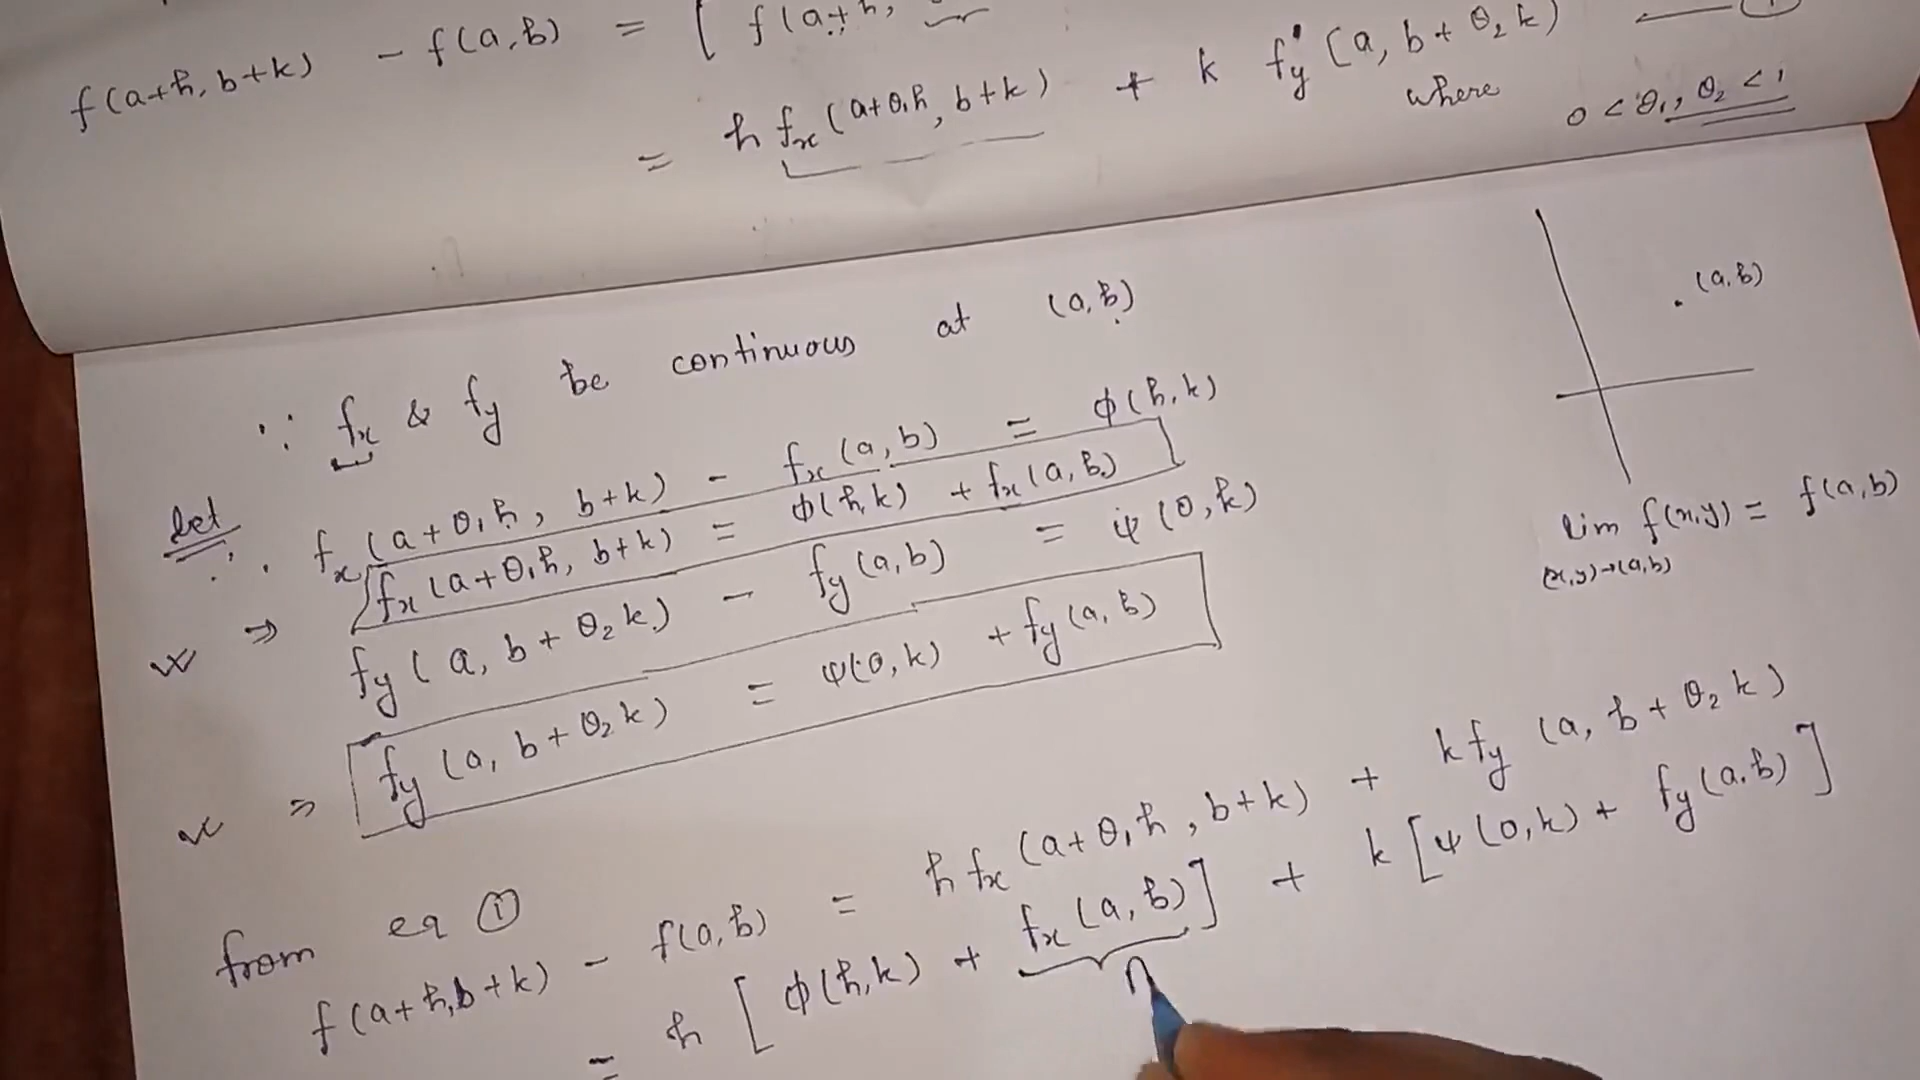 f(a+h, b+k) - f(a,b) = [ f(a+h,
= h fx(a+θ₁h, b+k) + k fy(a, b+θ₂k)
where 0 < θ₁, θ₂ < 1
∵ fx & fy be continuous at (a,b)
let
∴ fx(a+θ₁h, b+k) - fx(a,b) = ϕ(h,k)
⇒ fx(a+θ₁h, b+k) = ϕ(h,k) + fx(a,b)
fy(a, b+θ₂k) - fy(a,b) = ψ(0,k)
⇒ fy(a, b+θ₂k) = ψ(0,k) + fy(a,b)
(a,b)
lim f(x,y) = f(a,b)
(x,y)→(a,b)
from eq ①
f(a+h,b+k) - f(a,b) = h fx(a+θ₁h, b+k) + k fy(a, b+θ₂k)
= h [ϕ(h,k) + fx(a,b)] + k [ψ(0,k) + fy(a,b)]